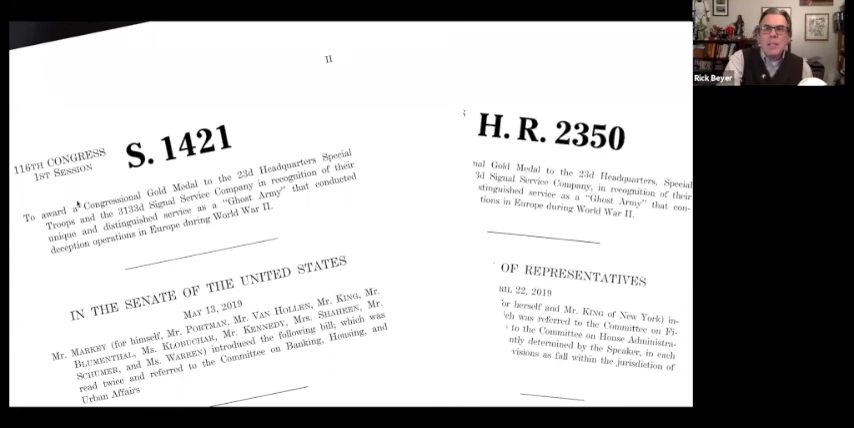 II
116TH CONGRESS
1ST SESSION
S. 1421
To award a Congressional Gold Medal to the 23d Headquarters Special
Troops and the 3133d Signal Service Company in recognition of their
unique and distinguished service as a “Ghost Army” that conducted
deception operations in Europe during World War II.
IN THE SENATE OF THE UNITED STATES
MAY 13, 2019
Mr. MARKEY (for himself, Mr. PORTMAN, Mr. VAN HOLLEN, Mr. KING, Mr.
BLUMENTHAL, Ms. KLOBUCHAR, Mr. KENNEDY, Mrs. SHAHEEN, Mr.
SCHUMER, and Ms. WARREN) introduced the following bill; which was
read twice and referred to the Committee on Banking, Housing, and
Urban Affairs
H. R. 2350
nal Gold Medal to the 23d Headquarters, Special
3d Signal Service Company, in recognition of their
stinguished service as a “Ghost Army” that con-
tions in Europe during World War II.
OF REPRESENTATIVES
RIL 22, 2019
or herself and Mr. KING of New York) in-
ch was referred to the Committee on Fi-
to the Committee on House Administra-
ntly determined by the Speaker, in each
visions as fall within the jurisdiction of
Rick Beyer